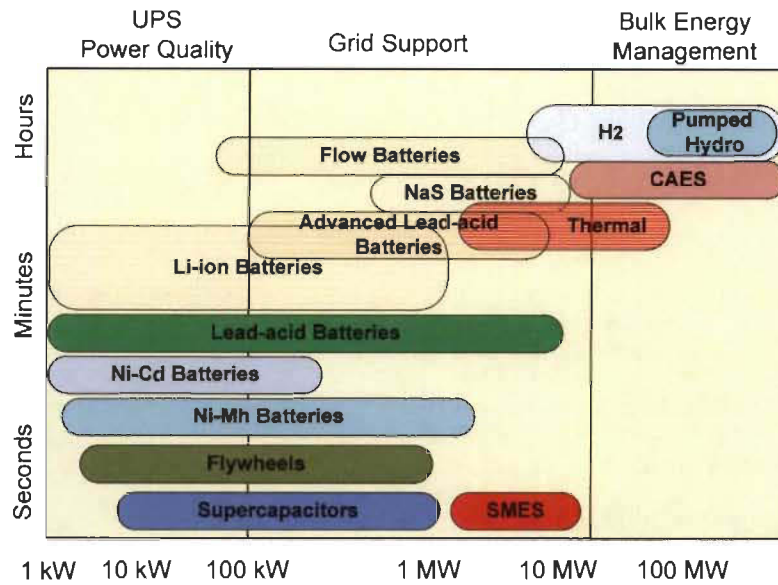 UPS
Power Quality
Grid Support
Bulk Energy
Management
Hours
Minutes
Seconds
H2
Pumped
Hydro
Flow Batteries
CAES
NaS Batteries
Advanced Lead-acid
Batteries
Thermal
Li-ion Batteries
Lead-acid Batteries
Ni-Cd Batteries
Ni-Mh Batteries
Flywheels
Supercapacitors
SMES
1 kW 10 kW 100 kW 1 MW 10 MW 100 MW